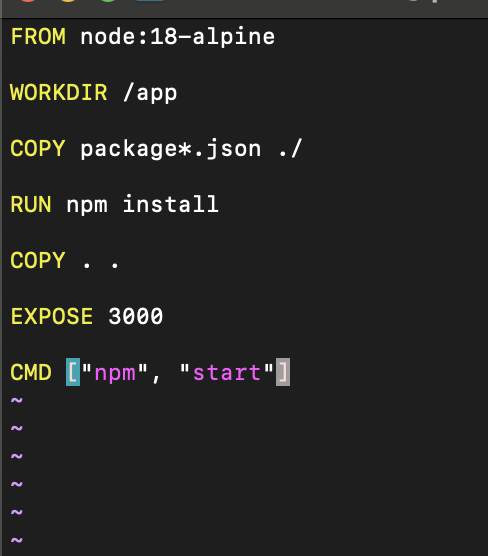 FROM node:18-alpine
WORKDIR /app
COPY package*.json ./
RUN npm install
COPY . .
EXPOSE 3000
CMD ["npm", "start"]
~
~
~
~
~
~